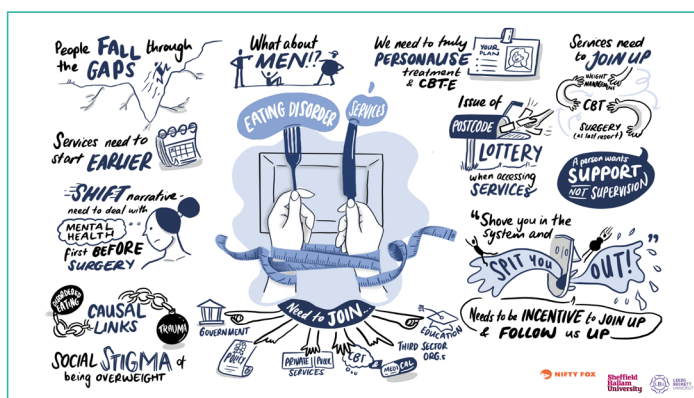 People FALL through
the GAPS
What about
MEN!?
We need to truly
PERSONALISE
treatment
& CBT-E
YOUR
PLAN
Services need
to JOIN UP
WEIGHT
MANAGEMENT
CBT
SURGERY
(as last resort)
EATING DISORDER
SERVICES
Issue of
POSTCODE
LOTTERY
when accessing
SERVICES
A person wants
SUPPORT
NOT SUPERVISION
Services need to
start EARLIER
SHIFT narrative -
need to deal with
MENTAL
HEALTH
first BEFORE
SURGERY
"Shove you in the
system and
SPIT YOU OUT!"
Needs to be INCENTIVE to JOIN UP
& FOLLOW us UP
DISORDERED
EATING
CAUSAL
LINKS
TRAUMA
SOCIAL STIGMA of
being OVERWEIGHT
Need to JOIN...
GOVERNMENT
POLICY
PRIVATE PUBLIC
SERVICES
CBT
MEDICAL
THIRD SECTOR
ORG.s
EDUCATION
NIFTY FOX
Sheffield
Hallam
University
LEEDS
BECKETT
UNIVERSITY